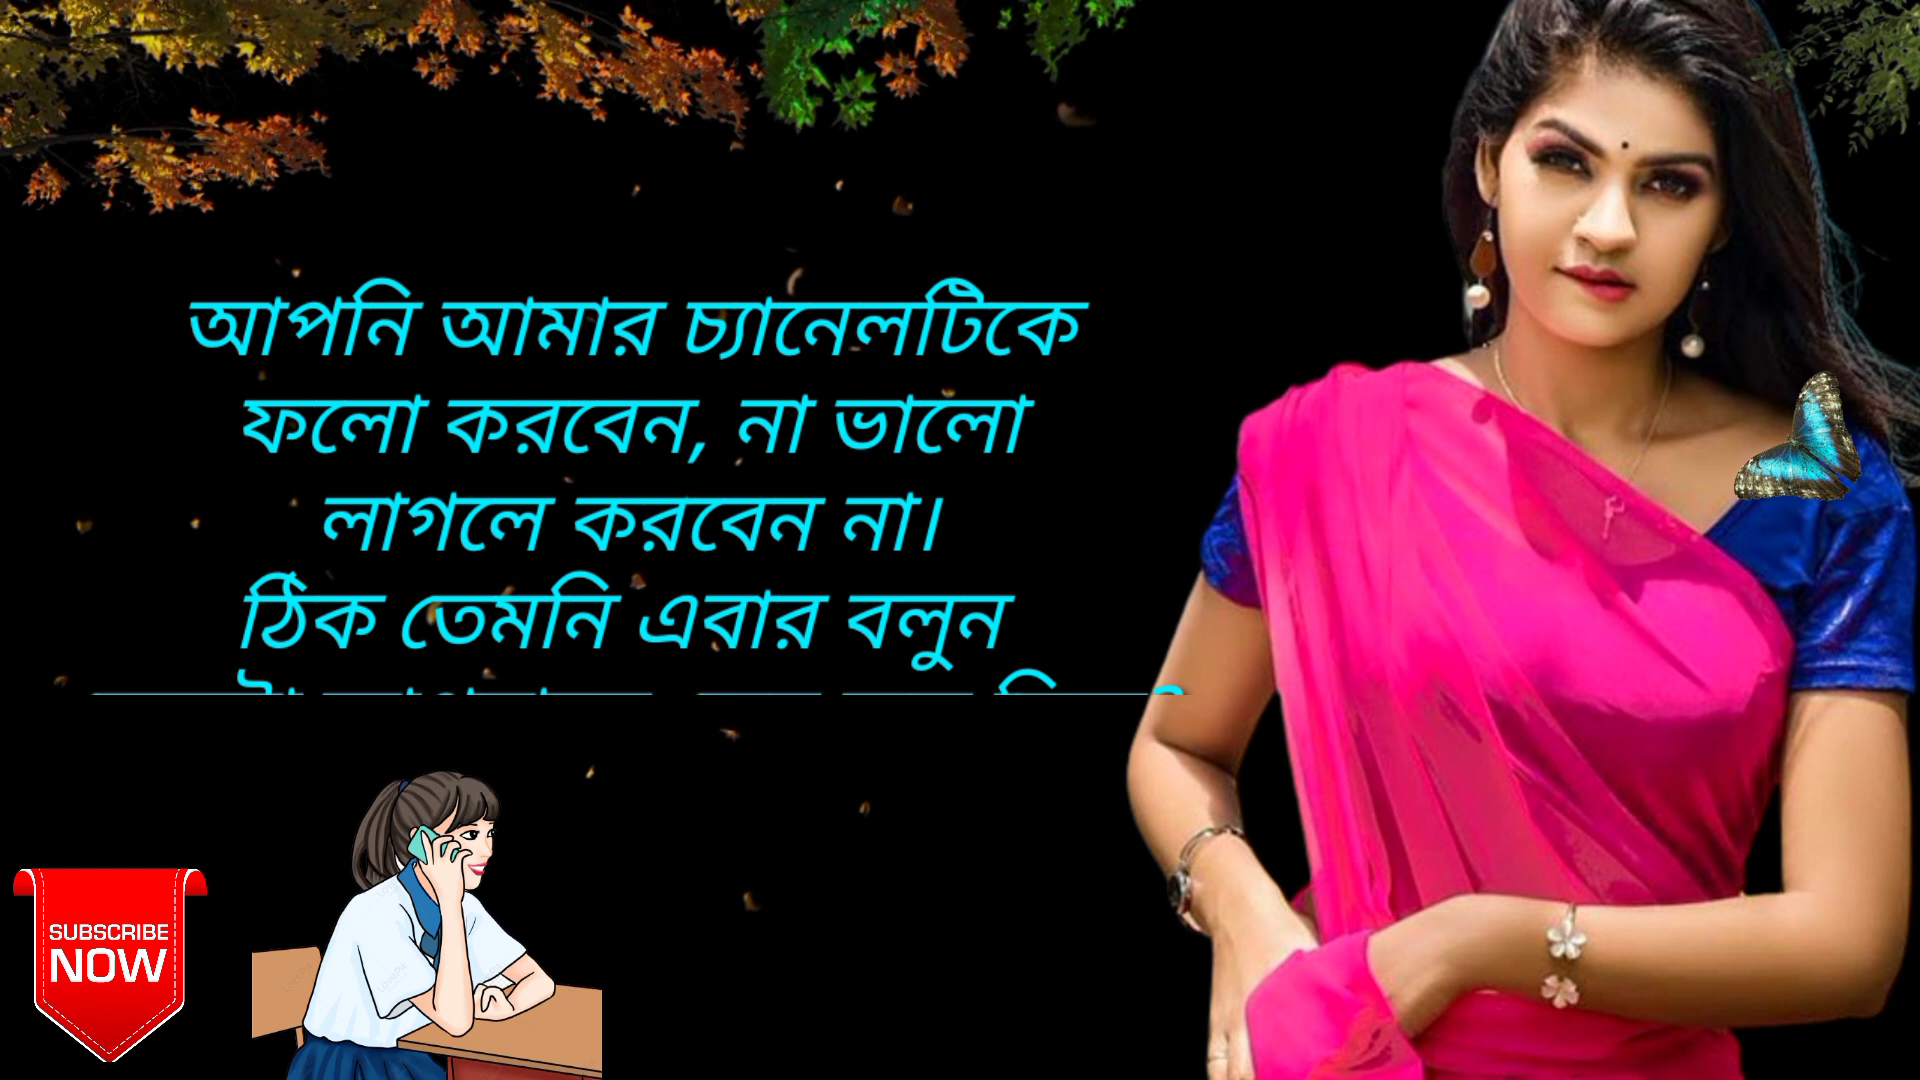 আপনি আমার চ্যানেলটিকে
ফলো করবেন, না ভালো
লাগলে করবেন না।
ঠিক তেমনি এবার বলুন
SUBSCRIBE
NOW